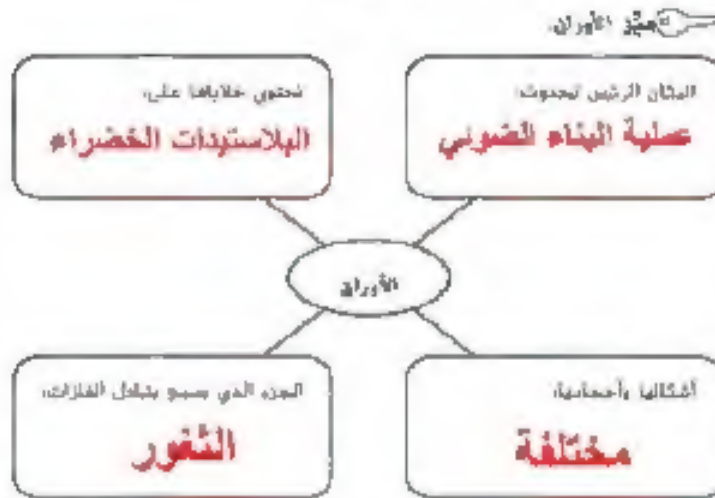 ميّز الأوراق.
المكان الرئيس لحدوث:
عملية البناء الضوئي
تحتوي خلاياها على:
البلاستيدات الخضراء
الأوراق
أشكالها وأحجامها:
مختلفة
الجزء الذي يسمح بتبادل الغازات:
الثغور